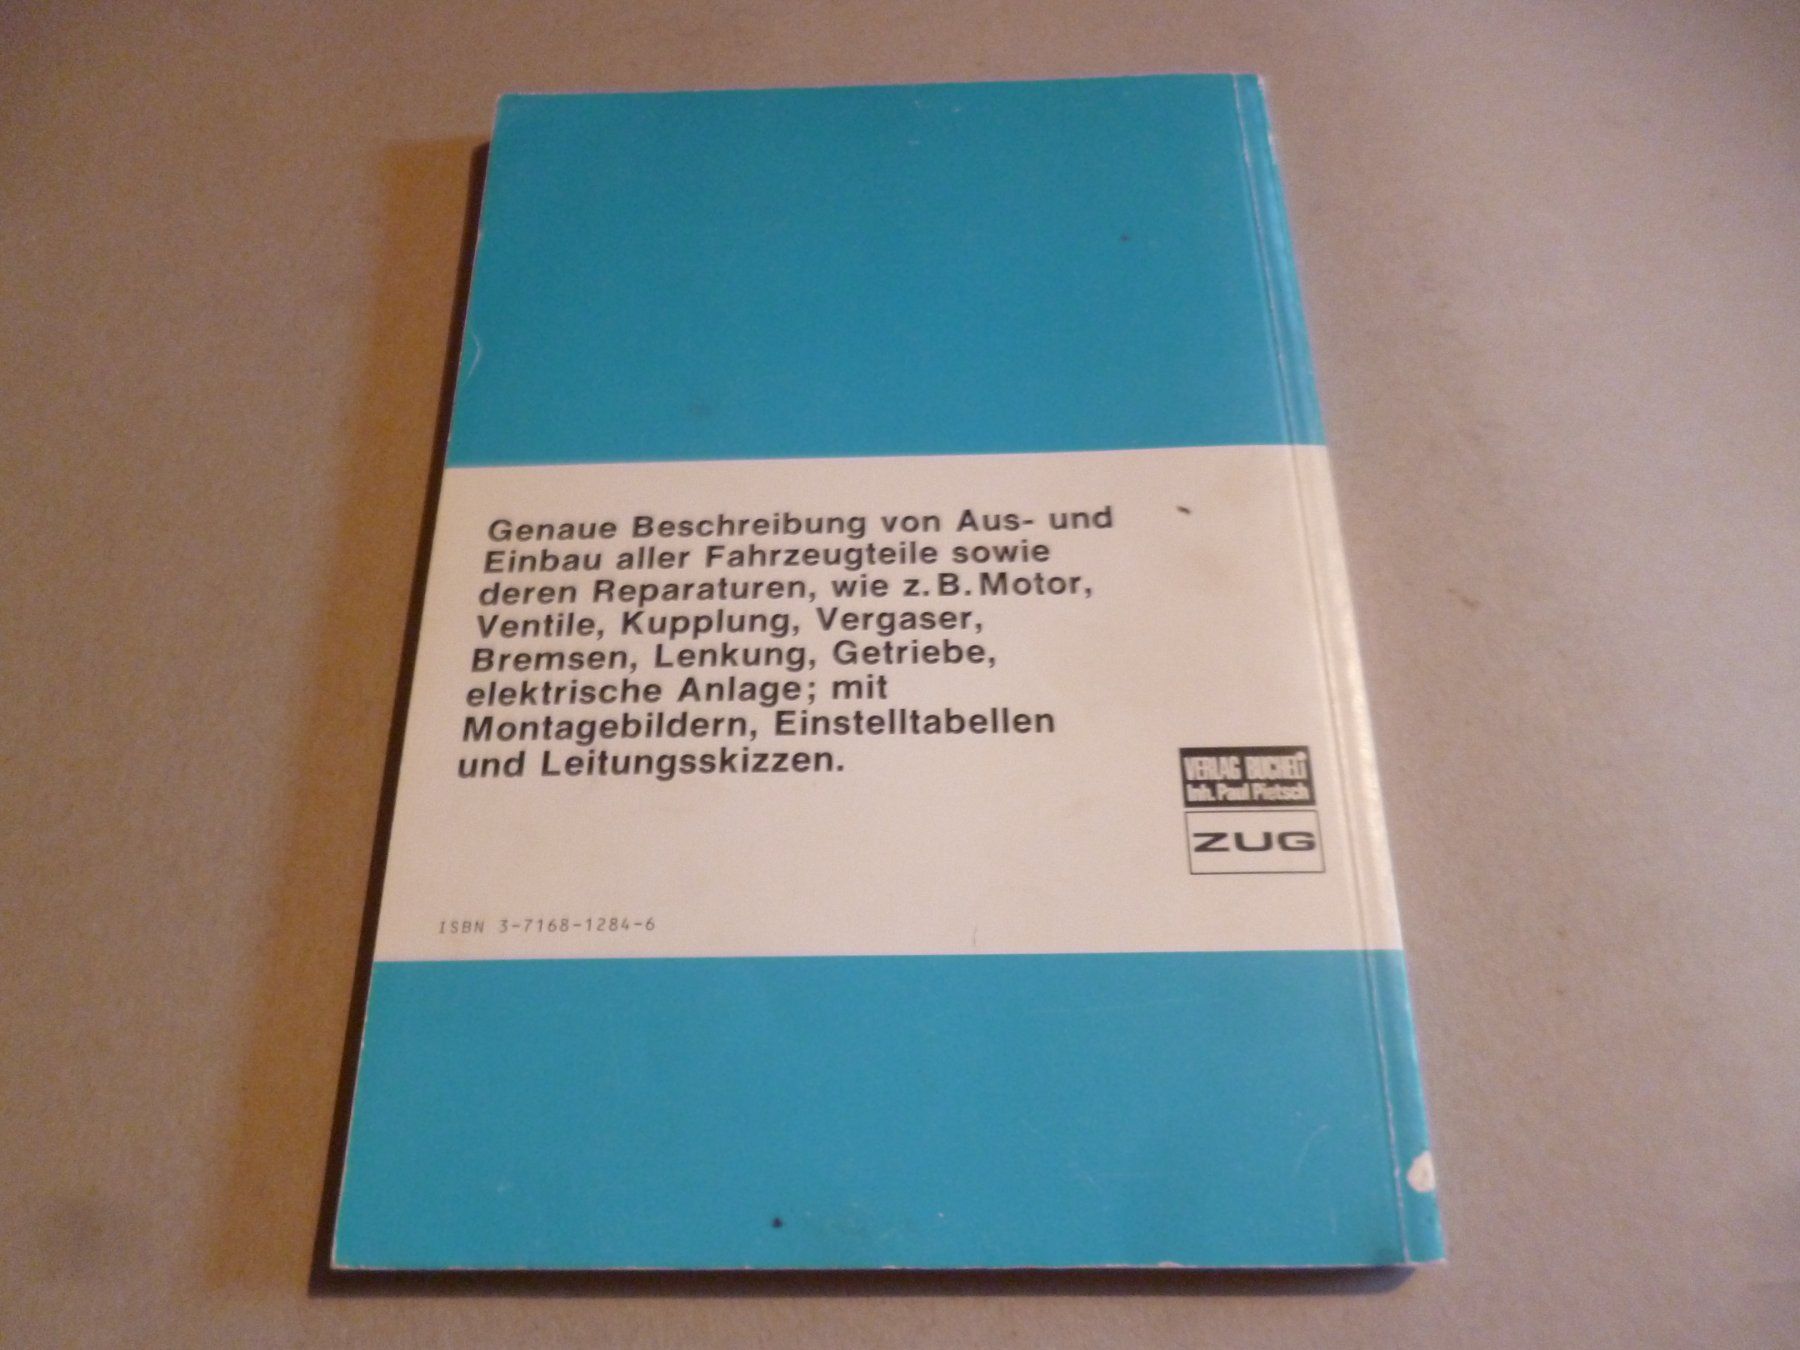 Genaue Beschreibung von Aus- und
Einbau aller Fahrzeugteile sowie
deren Reparaturen, wie z.B. Motor,
Ventile, Kupplung, Vergaser,
Bremsen, Lenkung, Getriebe,
elektrische Anlage; mit
Montagebildern, Einstelltabellen
und Leitungsskizzen.
VERLAG BUCHELI
Inh. Paul Pietsch
ZUG
ISBN 3-7168-1284-6